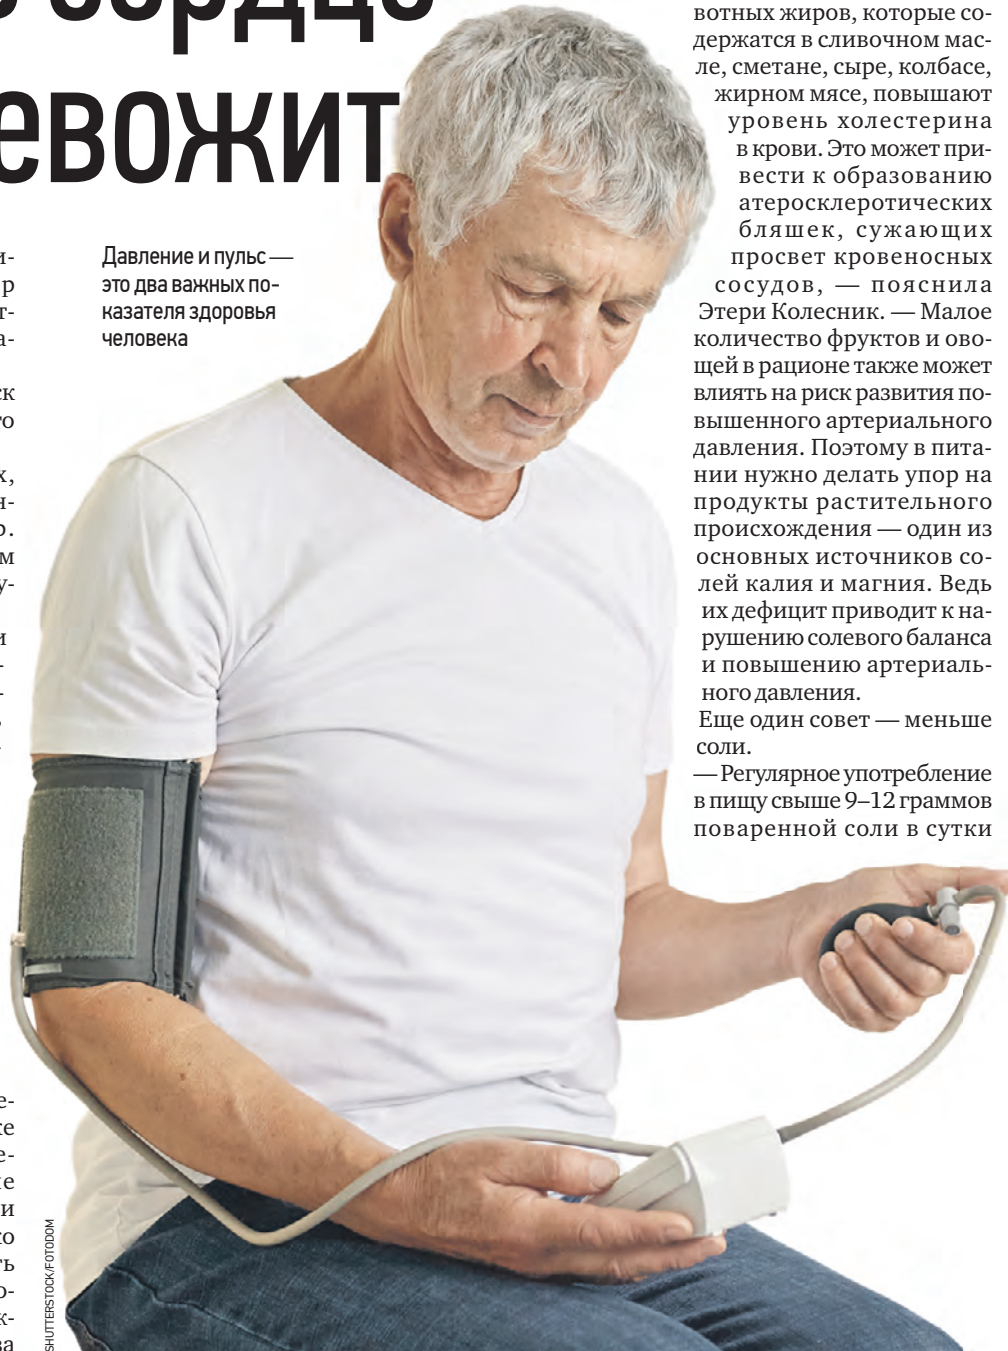 сердце
евожит
Давление и пульс —
это два важных по-
казателя здоровья
человека
вотных жиров, которые со-
держатся в сливочном мас-
ле, сметане, сыре, колбасе,
жирном мясе, повышают
уровень холестерина
в крови. Это может при-
вести к образованию
атеросклеротических
бляшек, сужающих
просвет кровеносных
сосудов, — пояснила
Этери Колесник. — Малое
количество фруктов и ово-
щей в рационе также может
влиять на риск развития по-
вышенного артериального
давления. Поэтому в пита-
нии нужно делать упор на
продукты растительного
происхождения — один из
основных источников со-
лей калия и магния. Ведь
их дефицит приводит к на-
рушению солевого баланса
и повышению артериаль-
ного давления.
Еще один совет — меньше
соли.
— Регулярное употребление
в пищу свыше 9–12 граммов
поваренной соли в сутки
SHUTTERSTOCK/FOTODOM